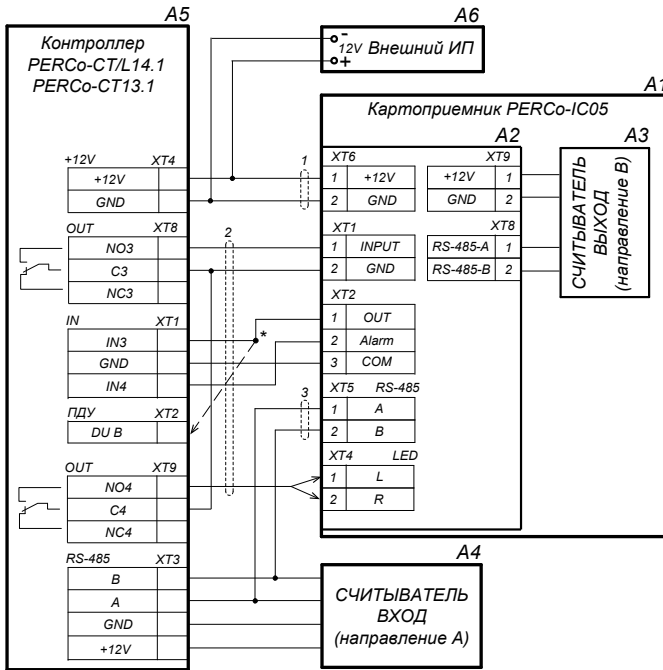 A5
Контроллер
PERCo-CT/L14.1
PERCo-CT13.1
+12V XT4
+12V
GND
OUT XT8
NO3
C3
NC3
IN XT1
IN3
GND
IN4
ПДУ XT2
DU B
OUT XT9
NO4
C4
NC4
RS-485 XT3
B
A
GND
+12V
1
2
*
3
A6
-
12V Внешний ИП
+
A1
Картоприемник PERCo-IC05
A2
XT6
1 +12V
2 GND
XT1
1 INPUT
2 GND
XT2
1 OUT
2 Alarm
3 COM
XT5 RS-485
1 A
2 B
XT4 LED
1 L
2 R
XT9
+12V 1
GND 2
XT8
RS-485-A 1
RS-485-B 2
A3
СЧИТЫВАТЕЛЬ
ВЫХОД
(направление B)
A4
СЧИТЫВАТЕЛЬ
ВХОД
(направление A)